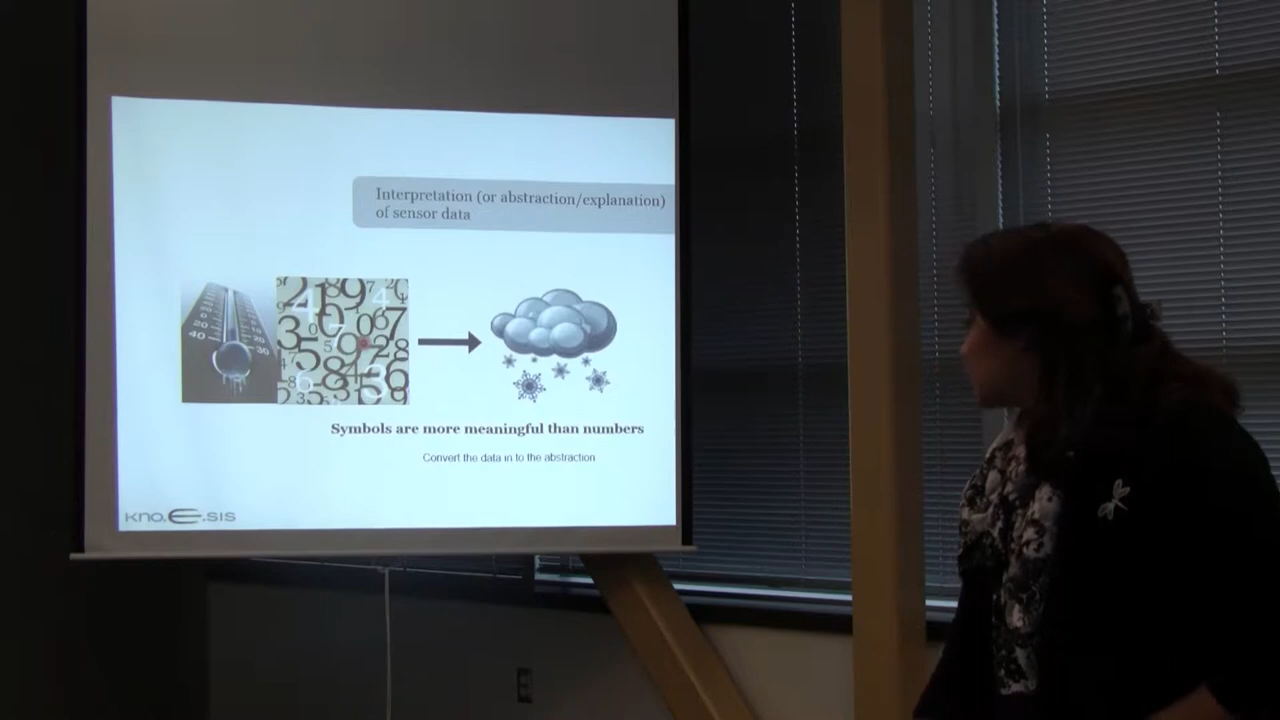 Interpretation (or abstraction/explanation)
of sensor data
Symbols are more meaningful than numbers
Convert the data in to the abstraction
kno.e.sis